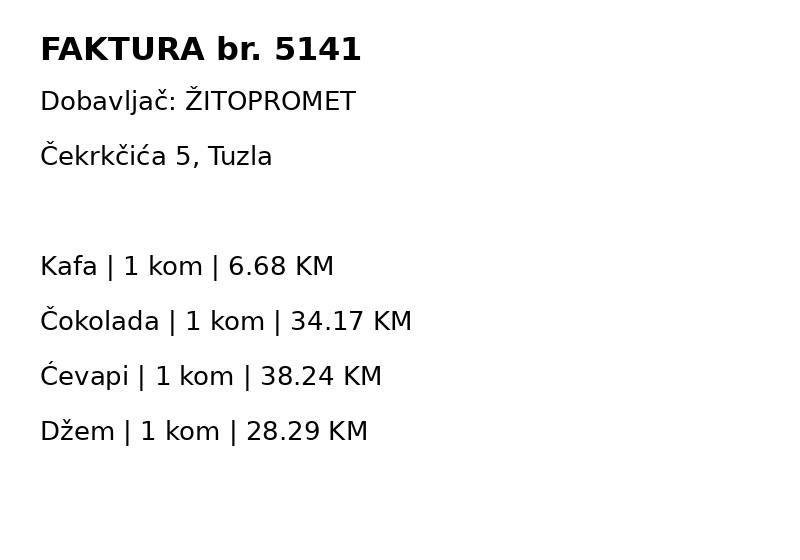 FAKTURA br. 5141
Dobavljač: ŽITOPROMET
Čekrkčića 5, Tuzla
Kafa | 1 kom | 6.68 KM
Čokolada | 1 kom | 34.17 KM
Ćevapi | 1 kom | 38.24 KM
Džem | 1 kom | 28.29 KM